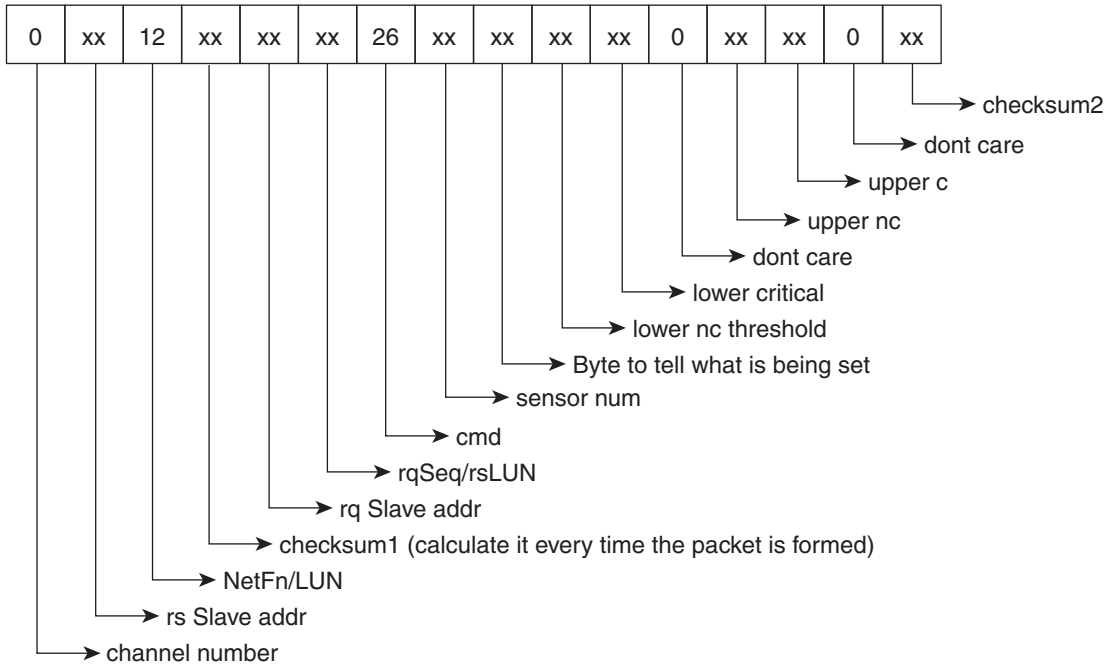 0 xx 12 xx xx xx 26 xx xx xx xx 0 xx xx 0 xx
checksum2
dont care
upper c
upper nc
dont care
lower critical
lower nc threshold
Byte to tell what is being set
sensor num
cmd
rqSeq/rsLUN
rq Slave addr
checksum1 (calculate it every time the packet is formed)
NetFn/LUN
rs Slave addr
channel number